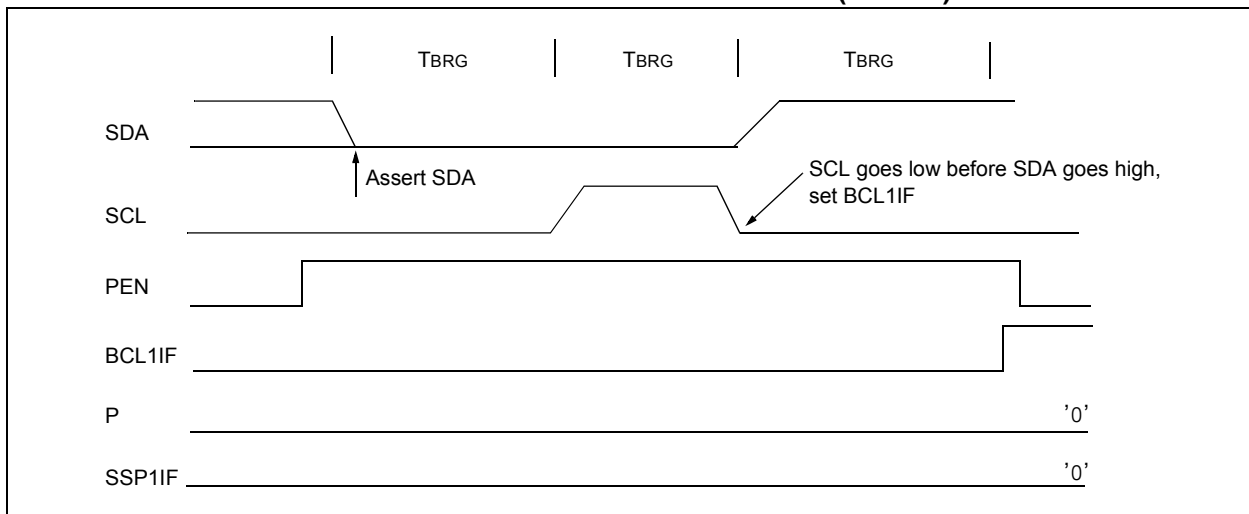 TBRG TBRG TBRG
SDA
Assert SDA
SCL goes low before SDA goes high,
set BCL1IF
SCL
PEN
BCL1IF
P '0'
SSP1IF '0'